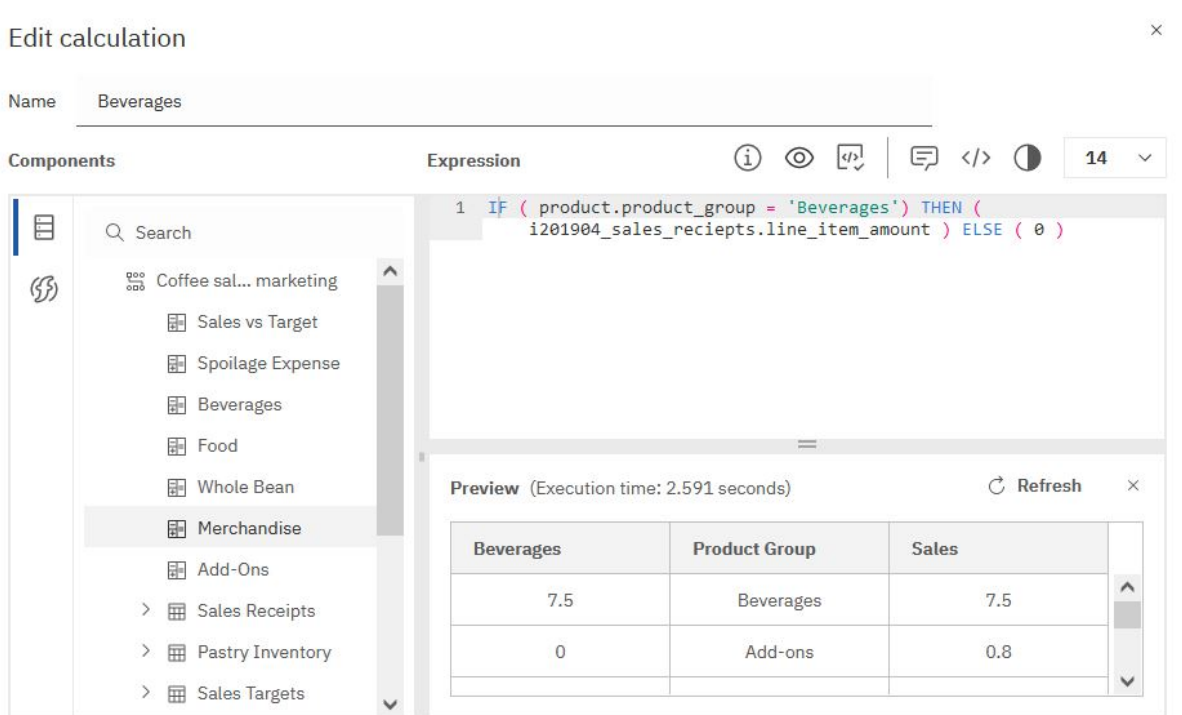 Edit calculation
Name Beverages
Components
Expression
14
Search
Coffee sal... marketing
Sales vs Target
Spoilage Expense
Beverages
Food
Whole Bean
Merchandise
Add-Ons
Sales Receipts
Pastry Inventory
Sales Targets
1 IF ( product.product_group = 'Beverages') THEN (
i201904_sales_reciepts.line_item_amount ) ELSE ( 0 )
Preview (Execution time: 2.591 seconds)
Refresh
Beverages Product Group Sales
7.5 Beverages 7.5
0 Add-ons 0.8